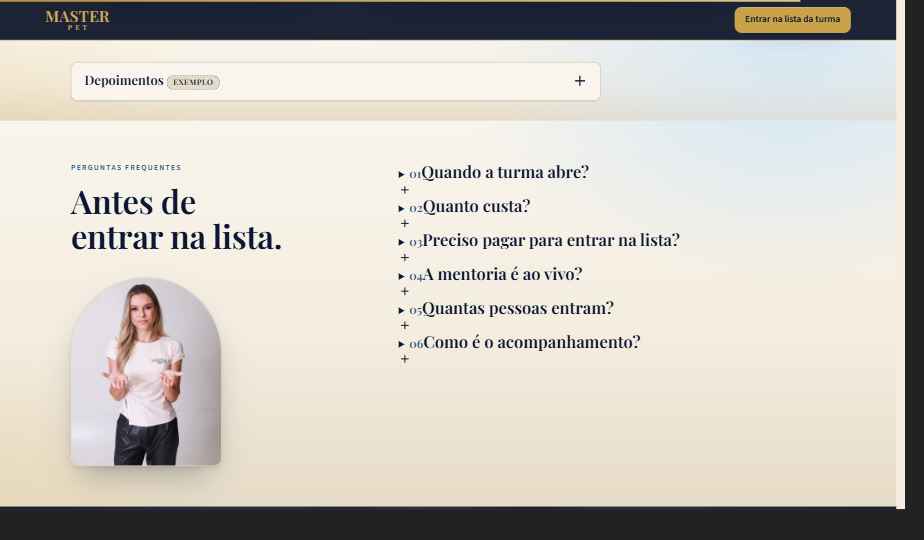 MASTER
PET
Entrar na lista da turma
Depoimentos EXEMPLO +
PERGUNTAS FREQUENTES
Antes de
entrar na lista.
▸ 01Quando a turma abre?
+
▸ 02Quanto custa?
+
▸ 03Preciso pagar para entrar na lista?
+
▸ 04A mentoria é ao vivo?
+
▸ 05Quantas pessoas entram?
+
▸ 06Como é o acompanhamento?
+